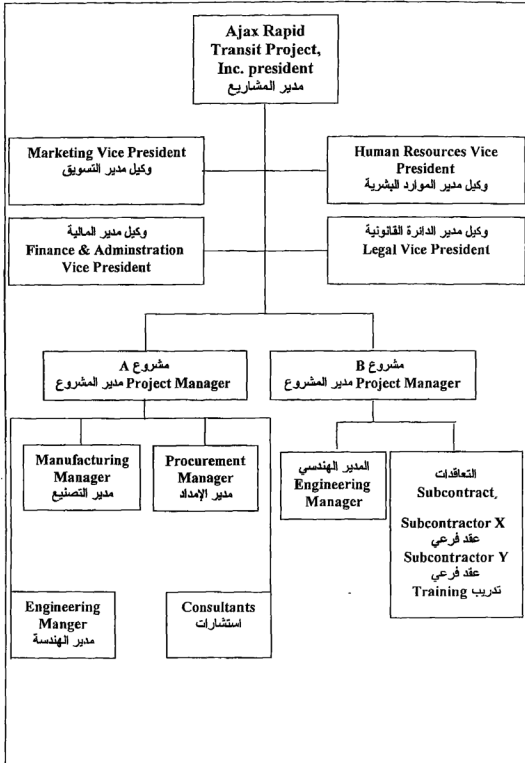 Ajax Rapid
Transit Project,
Inc. president
مدير المشاريع
Marketing Vice President
وكيل مدير التسويق
Human Resources Vice
President
وكيل مدير الموارد البشرية
وكيل مدير المالية
Finance & Adminstration
Vice President
وكيل مدير الدائرة القانونية
Legal Vice President
مشروع A
مدير المشروع Project Manager
مشروع B
مدير المشروع Project Manager
Manufacturing
Manager
مدير التصنيع
Procurement
Manager
مدير الإمداد
المدير الهندسي
Engineering
Manager
التعاقدات
Subcontract,
Subcontractor X
عقد فرعي
Subcontractor Y
عقد فرعي
تدريب Training
Engineering
Manger
مدير الهندسة
Consultants
استشارات